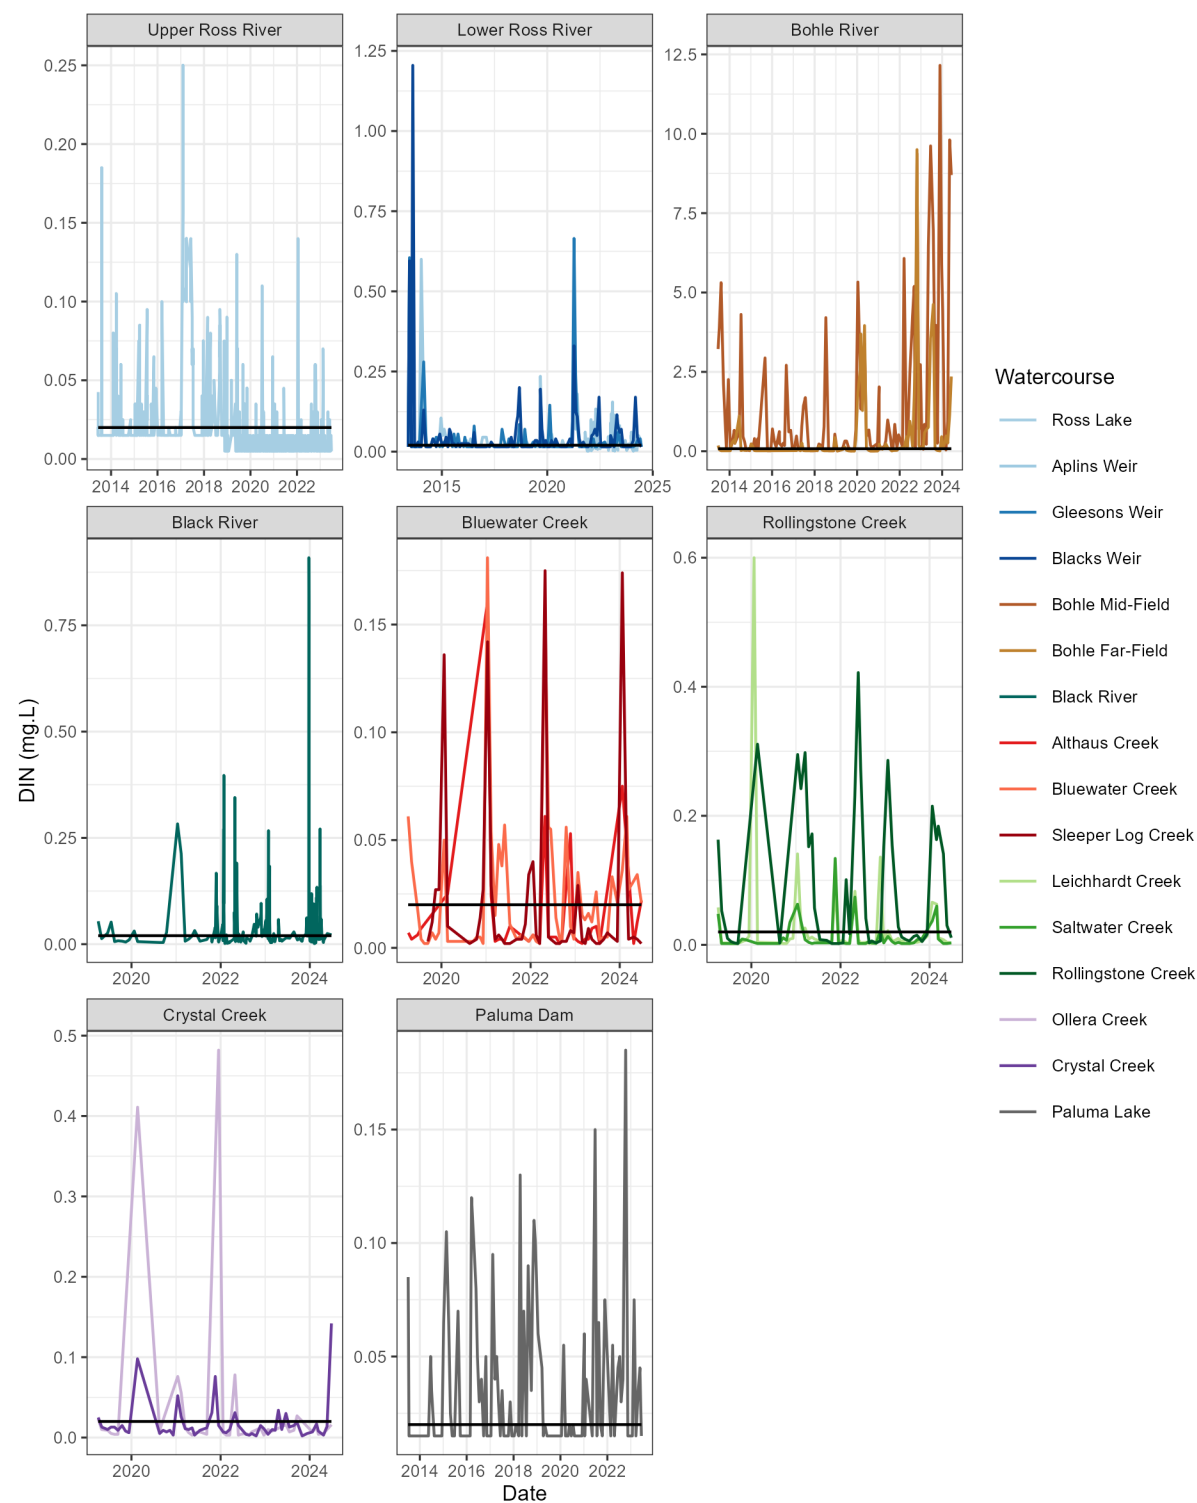 Upper Ross River
Lower Ross River
Bohle River
0.25
0.20
0.15
0.10
0.05
0.00
2014 2016 2018 2020 2022
1.25
1.00
0.75
0.50
0.25
0.00
2015 2020 2025
12.5
10.0
7.5
5.0
2.5
0.0
2014 2016 2018 2020 2022 2024
Black River
Bluewater Creek
Rollingstone Creek
0.75
0.50
0.25
0.00
2020 2022 2024
0.15
0.10
0.05
0.00
2020 2022 2024
0.6
0.4
0.2
0.0
2020 2022 2024
Crystal Creek
Paluma Dam
0.5
0.4
0.3
0.2
0.1
0.0
2020 2022 2024
0.15
0.10
0.05
2014 2016 2018 2020 2022
DIN (mg.L)
Date
Watercourse
Ross Lake
Aplins Weir
Gleesons Weir
Blacks Weir
Bohle Mid-Field
Bohle Far-Field
Black River
Althaus Creek
Bluewater Creek
Sleeper Log Creek
Leichhardt Creek
Saltwater Creek
Rollingstone Creek
Ollera Creek
Crystal Creek
Paluma Lake